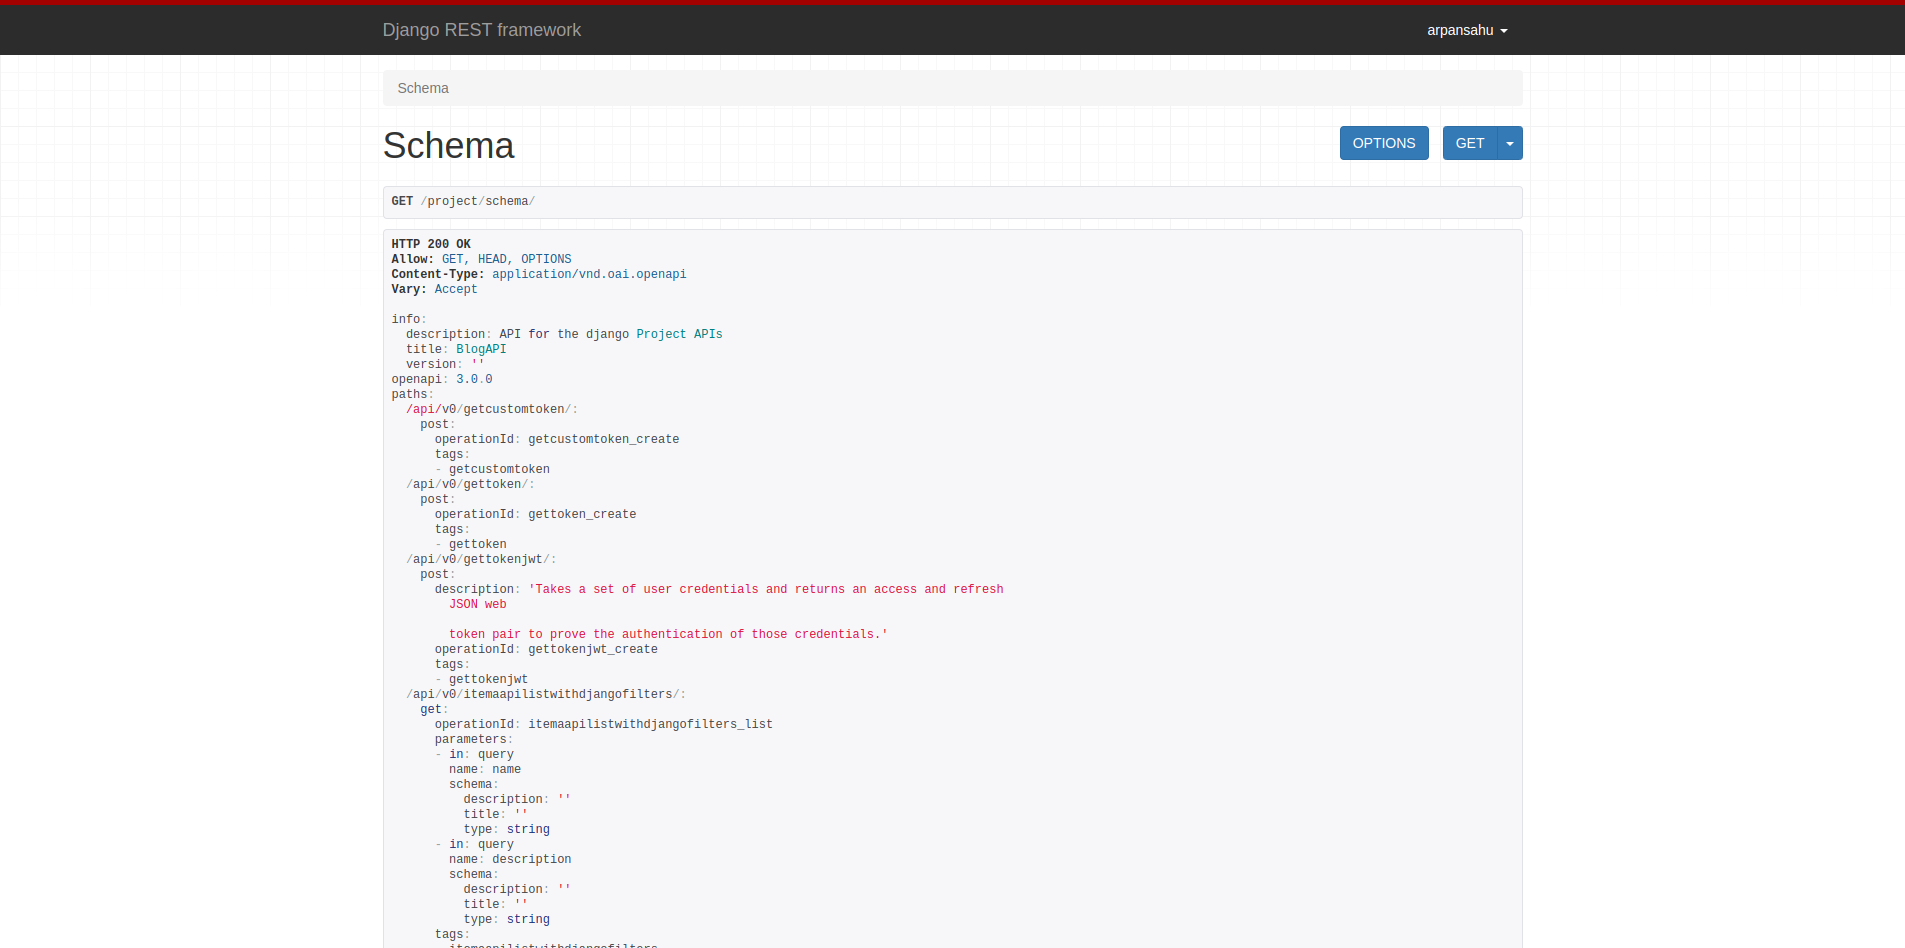 Django REST framework
arpansahu
Schema
Schema
OPTIONS
GET
GET /project/schema/
HTTP 200 OK
Allow: GET, HEAD, OPTIONS
Content-Type: application/vnd.oai.openapi
Vary: Accept
info:
  description: API for the django Project APIs
  title: BlogAPI
  version: ''
openapi: 3.0.0
paths:
  /api/v0/getcustomtoken/:
    post:
      operationId: getcustomtoken_create
      tags:
      - getcustomtoken
  /api/v0/gettoken/:
    post:
      operationId: gettoken_create
      tags:
      - gettoken
  /api/v0/gettokenjwt/:
    post:
      description: 'Takes a set of user credentials and returns an access and refresh
        JSON web
        token pair to prove the authentication of those credentials.'
      operationId: gettokenjwt_create
      tags:
      - gettokenjwt
  /api/v0/itemaapilistwithdjangofilters/:
    get:
      operationId: itemaapilistwithdjangofilters_list
      parameters:
      - in: query
        name: name
        schema:
          description: ''
          title: ''
          type: string
      - in: query
        name: description
        schema:
          description: ''
          title: ''
          type: string
      tags:
      - itemaapilistwithdjangofilters